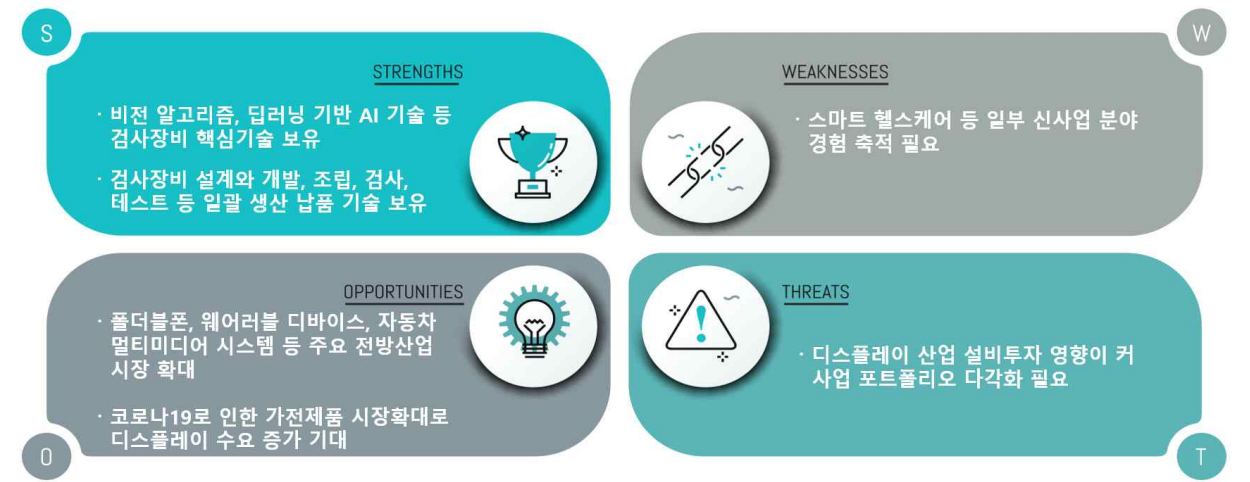 S
STRENGTHS
· 비전 알고리즘, 딥러닝 기반 AI 기술 등
검사장비 핵심기술 보유
· 검사장비 설계와 개발, 조립, 검사,
테스트 등 일괄 생산 납품 기술 보유
W
WEAKNESSES
· 스마트 헬스케어 등 일부 신사업 분야
경험 축적 필요
OPPORTUNITIES
· 폴더블폰, 웨어러블 디바이스, 자동차
멀티미디어 시스템 등 주요 전방산업
시장 확대
· 코로나19로 인한 가전제품 시장확대로
디스플레이 수요 증가 기대
O
THREATS
· 디스플레이 산업 설비투자 영향이 커
사업 포트폴리오 다각화 필요
T